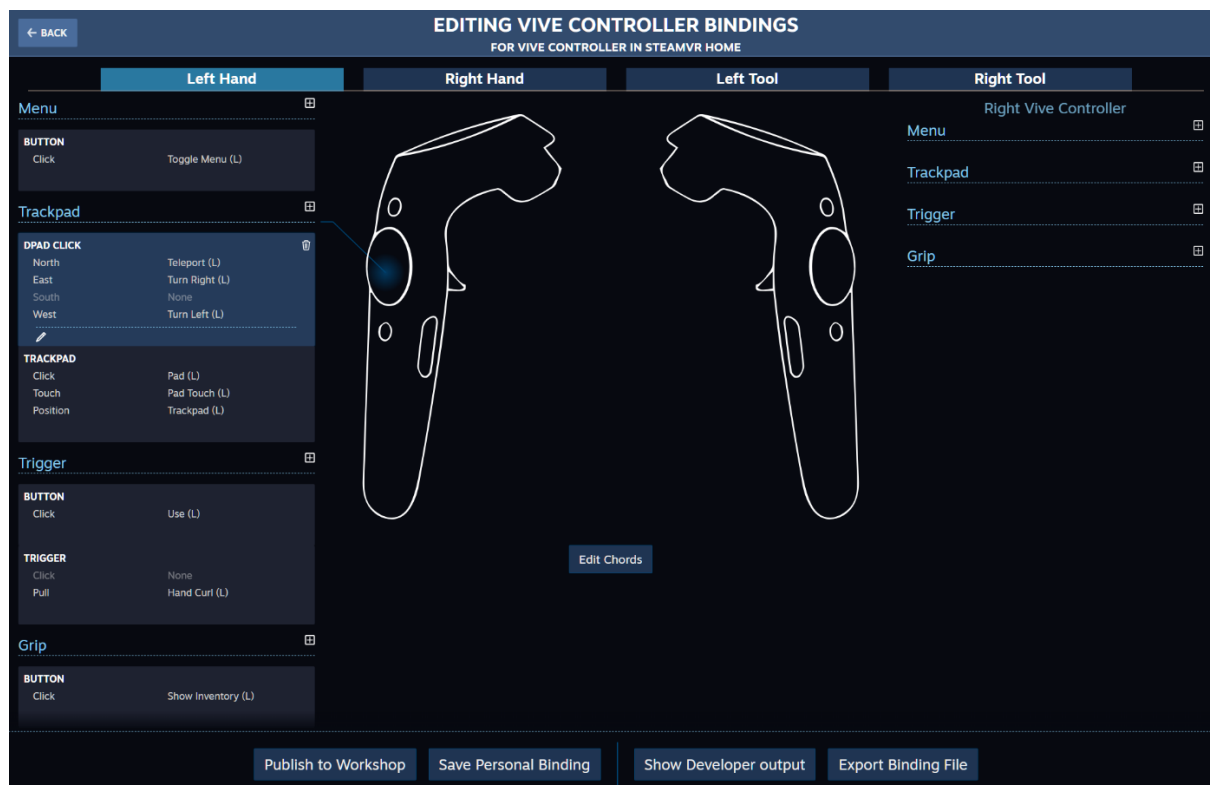 ← BACK
EDITING VIVE CONTROLLER BINDINGS
FOR VIVE CONTROLLER IN STEAMVR HOME
Left Hand Right Hand Left Tool Right Tool
Menu
BUTTON
Click Toggle Menu (L)
Trackpad
DPAD CLICK
North Teleport (L)
East Turn Right (L)
South None
West Turn Left (L)
TRACKPAD
Click Pad (L)
Touch Pad Touch (L)
Position Trackpad (L)
Trigger
BUTTON
Click Use (L)
TRIGGER
Click None
Pull Hand Curl (L)
Grip
BUTTON
Click Show Inventory (L)
Edit Chords
Right Vive Controller
Menu
Trackpad
Trigger
Grip
Publish to Workshop Save Personal Binding Show Developer output Export Binding File